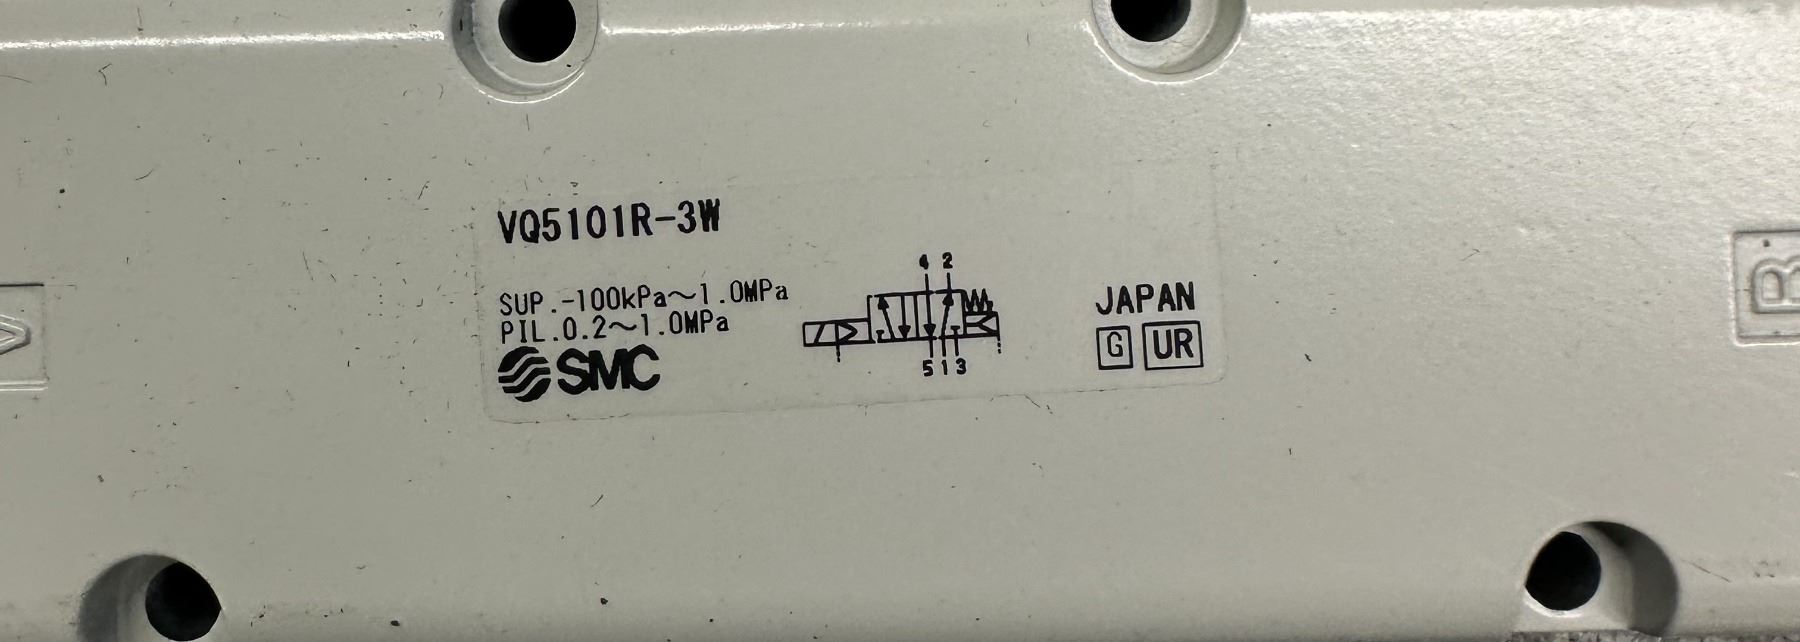 VQ5101R-3W
SUP.-100kPa~1.0MPa
PIL.0.2~1.0MPa
SMC
4 2
5 1 3
JAPAN
G UR
B